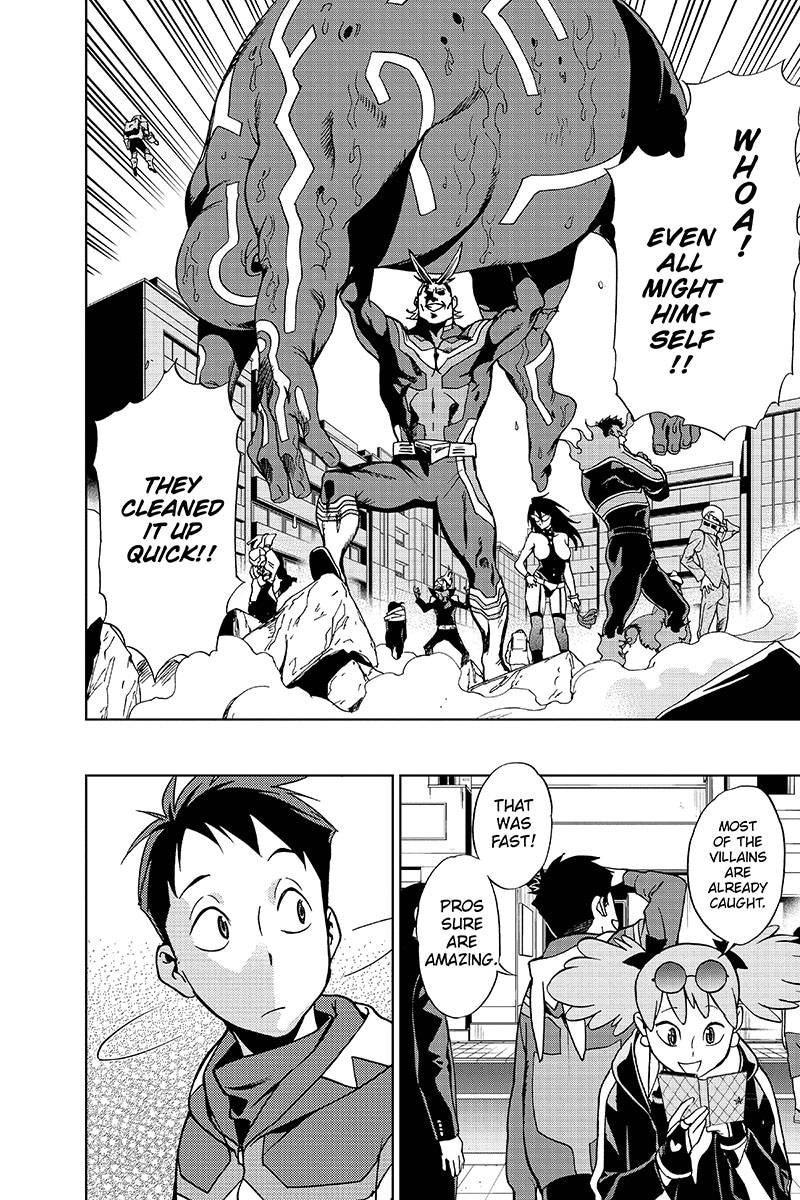 WHOA!
EVEN
ALL
MIGHT
HIM-
SELF
!!
THEY
CLEANED
IT UP
QUICK!!
MOST
OF THE
VILLAINS
ARE
ALREADY
CAUGHT.
THAT
WAS
FAST!
PROS
SURE ARE
AMAZING.